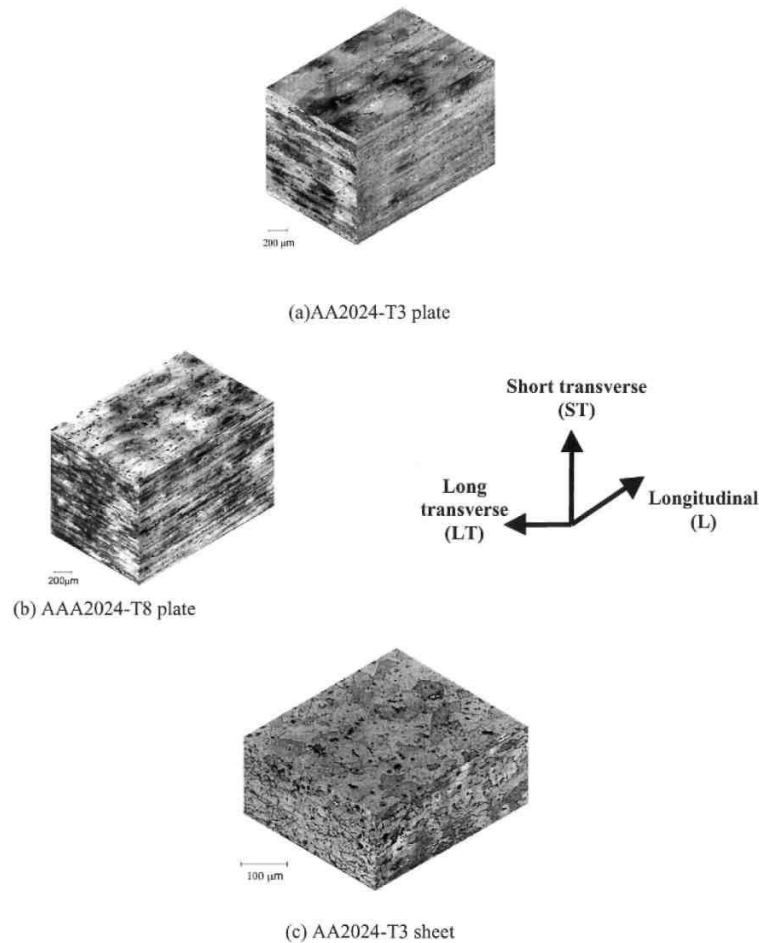 200 μm
(a)AA2024-T3 plate
200μm
(b) AAA2024-T8 plate
Short transverse
(ST)
Long
transverse
(LT)
Longitudinal
(L)
100 μm
(c) AA2024-T3 sheet